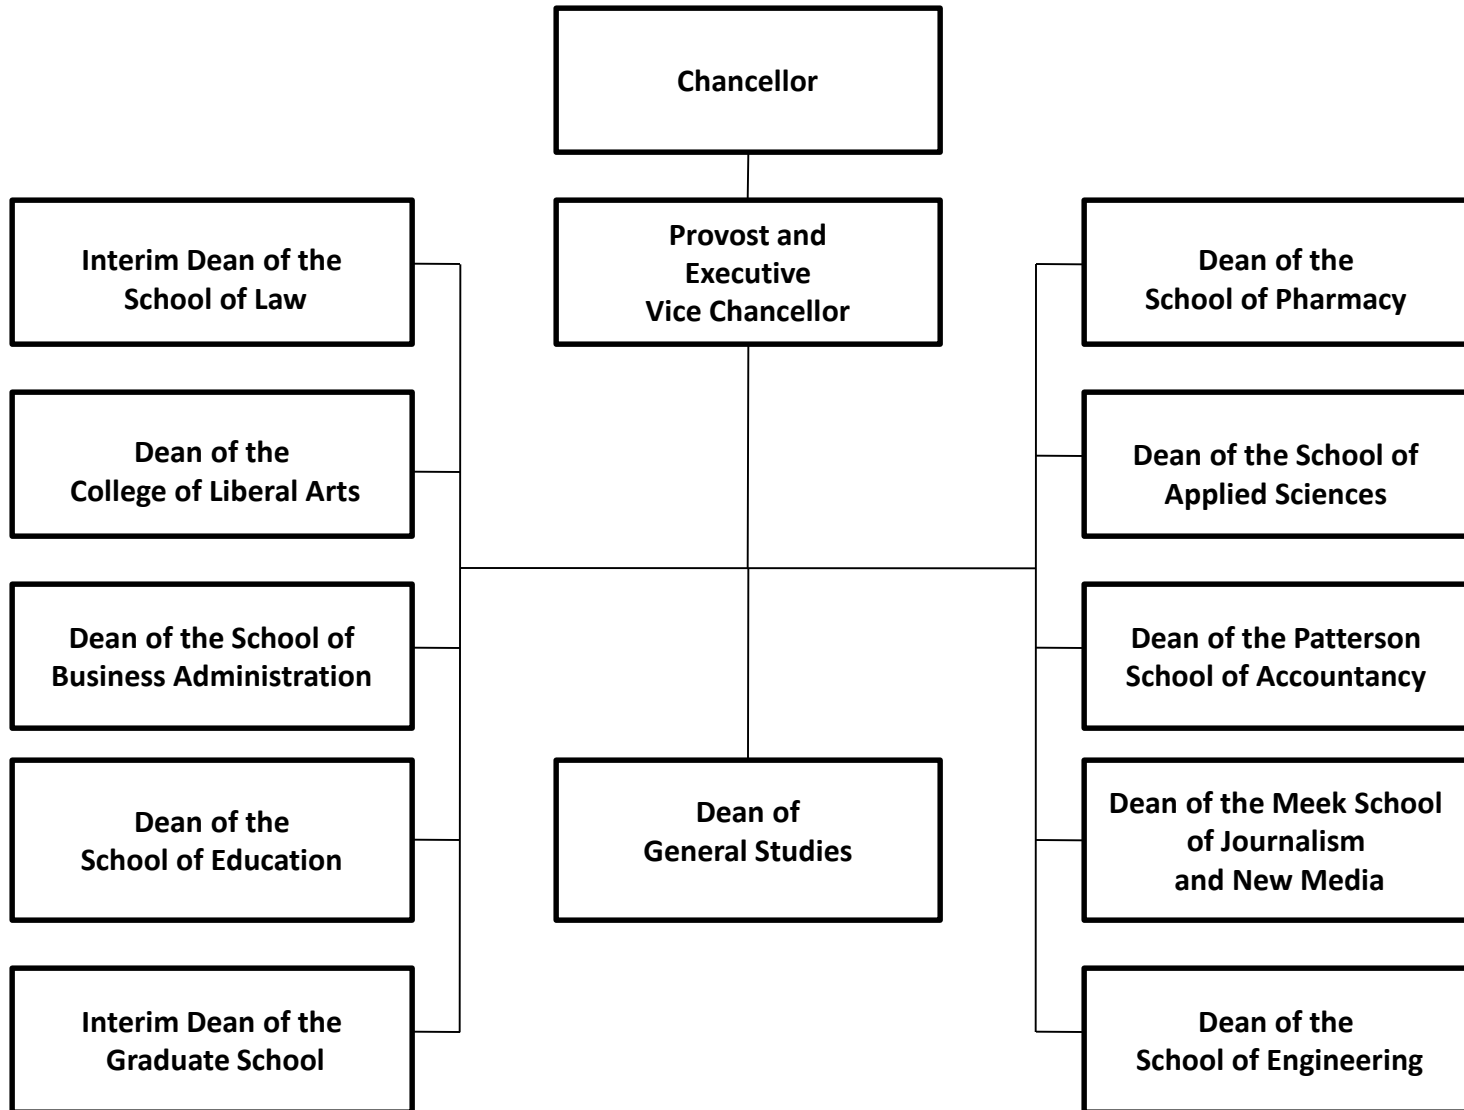 Chancellor
Interim Dean of the
School of Law
Provost and
Executive
Vice Chancellor
Dean of the
School of Pharmacy
Dean of the
College of Liberal Arts
Dean of the School of
Applied Sciences
Dean of the School of
Business Administration
Dean of the Patterson
School of Accountancy
Dean of the
School of Education
Dean of
General Studies
Dean of the Meek School
of Journalism
and New Media
Interim Dean of the
Graduate School
Dean of the
School of Engineering